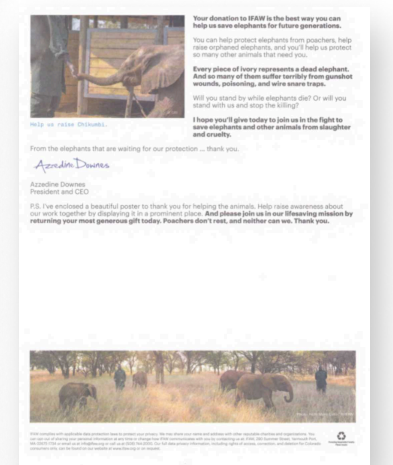 Your donation to IFAW is the best way you can
help us save elephants for future generations.
You can help protect elephants from poachers, help
raise orphaned elephants, and you'll help us protect
so many other animals that need you.
Every piece of ivory represents a dead elephant.
And so many of them suffer terribly from gunshot
wounds, poisoning, and wire snare traps.
Will you stand by while elephants die? Or will you
stand with us and stop the killing?
I hope you'll give today to join us in the fight to
save elephants and other animals from slaughter
and cruelty.
Help us raise Chikumbi.
From the elephants that are waiting for our protection ... thank you.
Azzedine Downes
Azzedine Downes
President and CEO
P.S. I've enclosed a beautiful poster to thank you for helping the animals. Help raise awareness about
our work together by displaying it in a prominent place. And please join us in our lifesaving mission by
returning your most generous gift today. Poachers don't rest, and neither can we. Thank you.